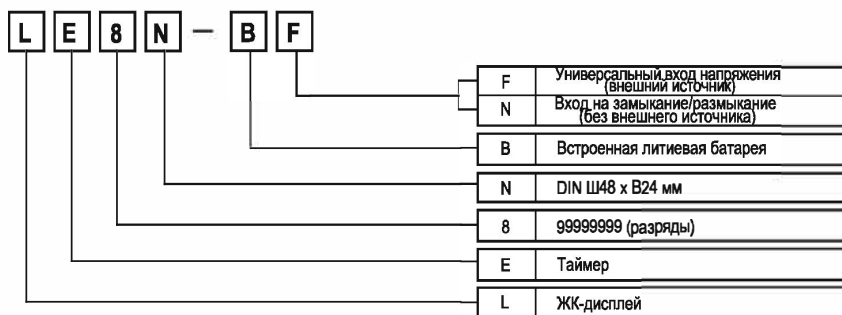 L E 8 N - B F
F Универсальный вход напряжения
(внешний источник)
N Вход на замыкание/размыкание
(без внешнего источника)
B Встроенная литиевая батарея
N DIN Ш48 x В24 мм
8 99999999 (разряды)
E Таймер
L ЖК-дисплей